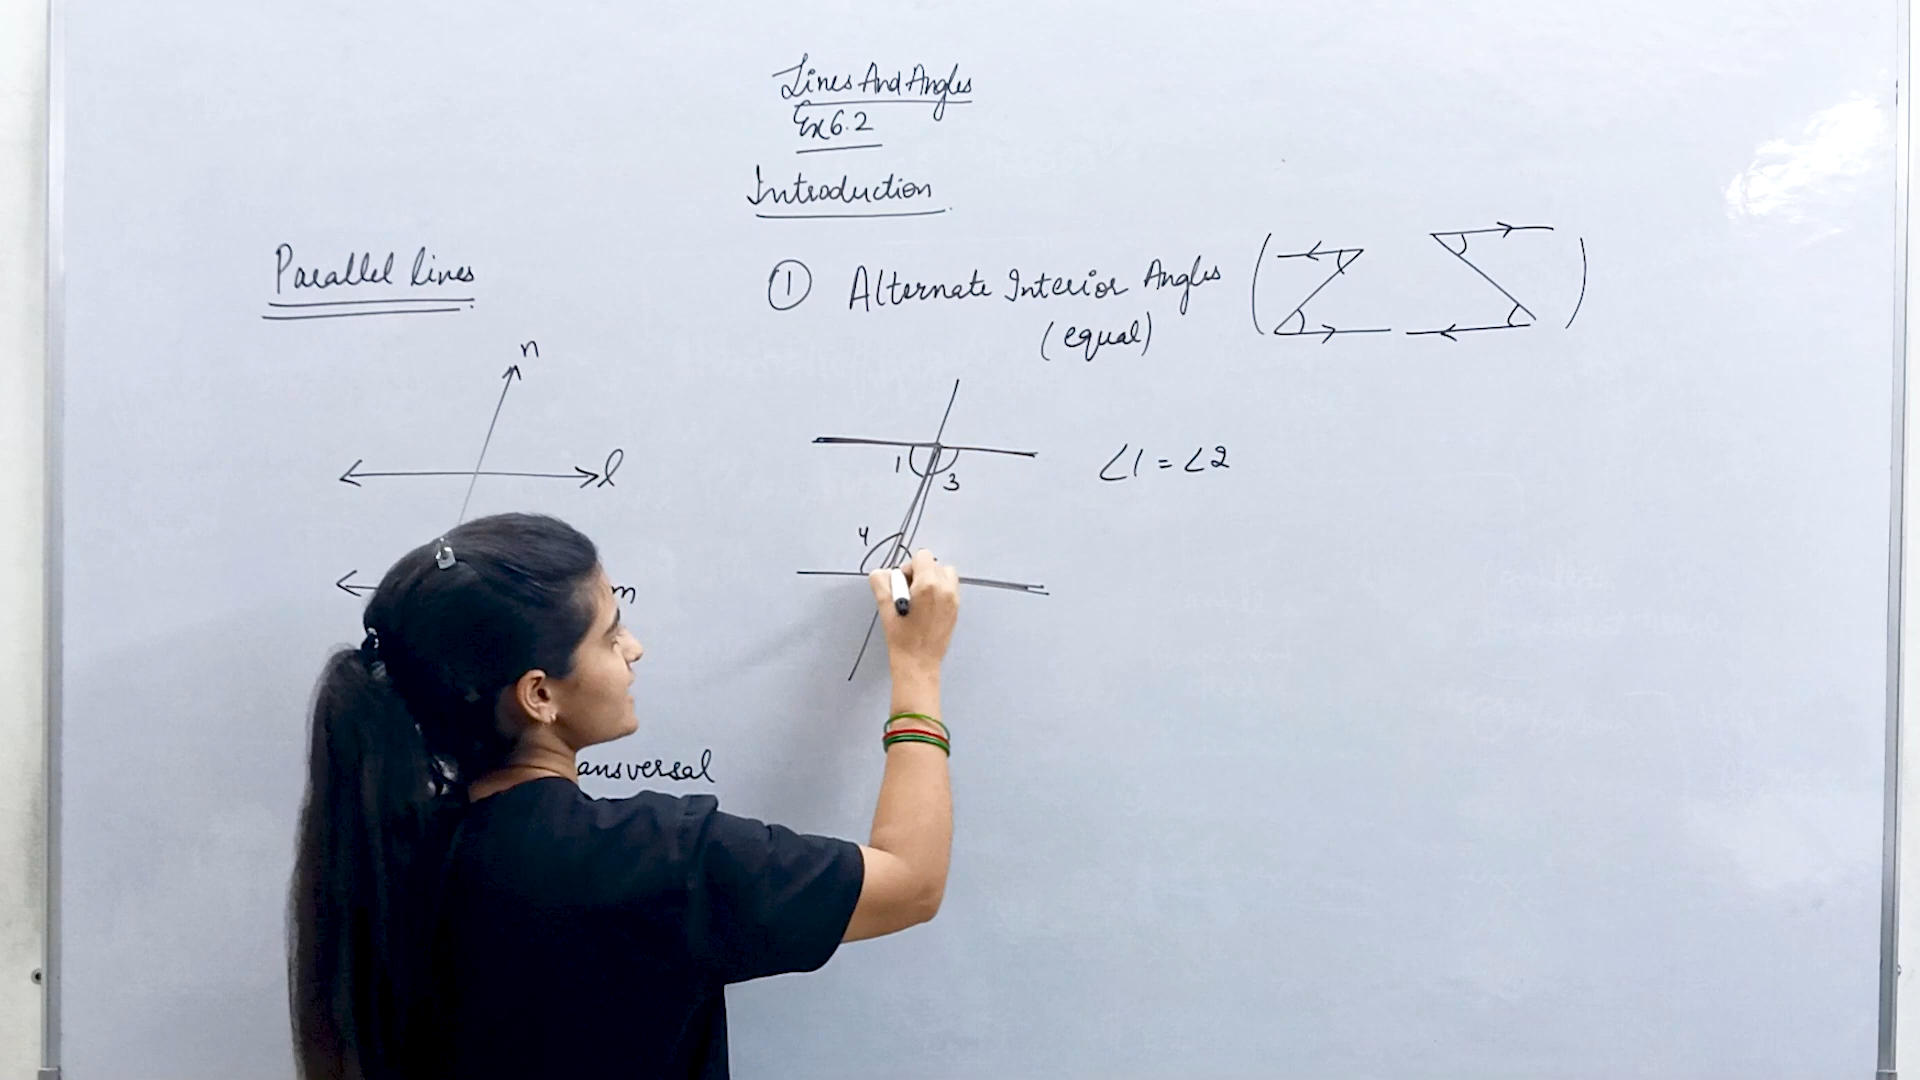 Lines And Angles
Ex 6.2
Introduction
Parallel lines
① Alternate Interior Angles
(equal)
n
l
m
1
3
4
∠1 = ∠2
ansversal